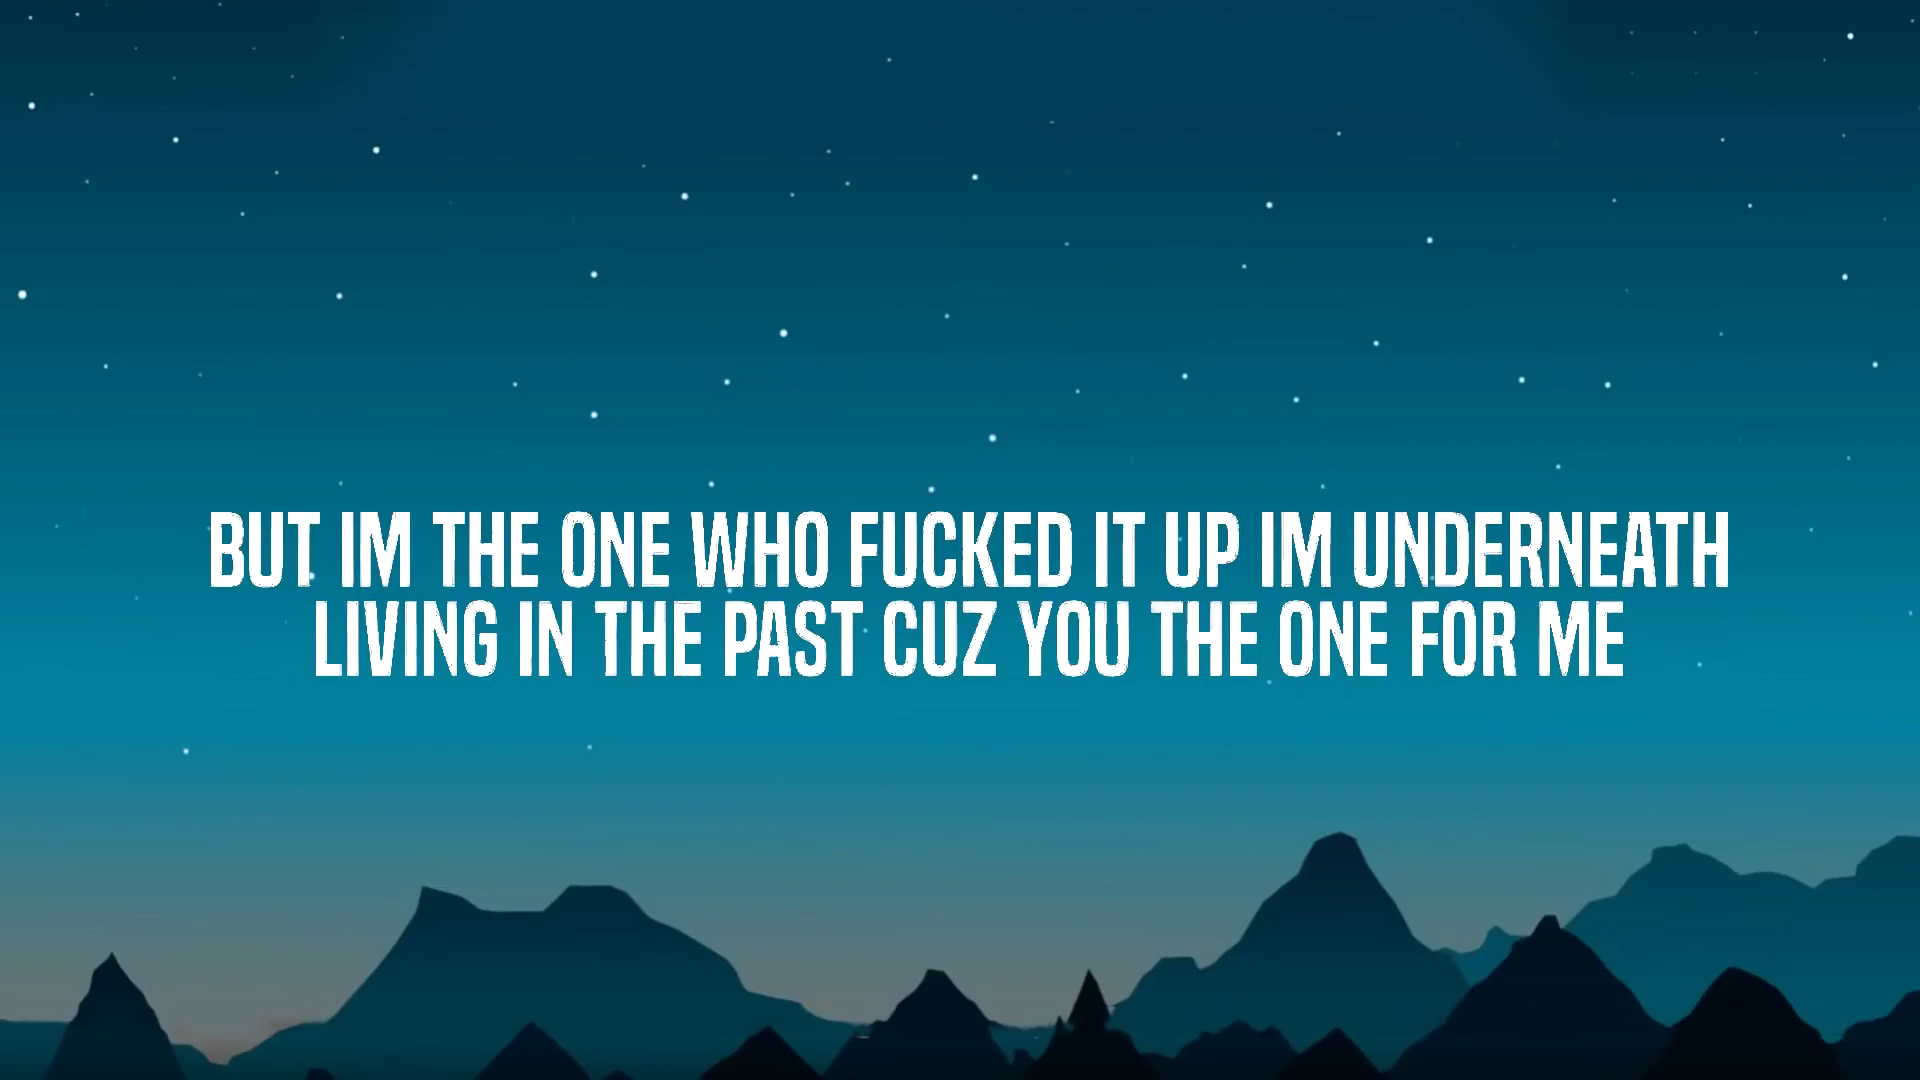 BUT IM THE ONE WHO FUCKED IT UP IM UNDERNEATH
LIVING IN THE PAST CUZ YOU THE ONE FOR ME